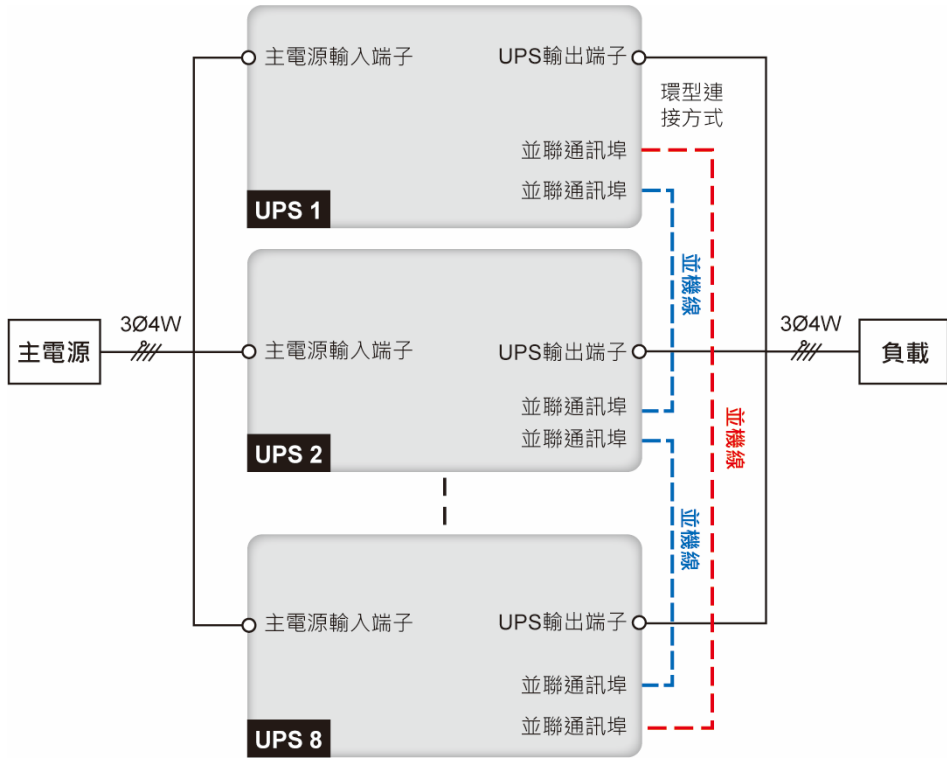 主電源輸入端子
UPS輸出端子
環型連
接方式
並聯通訊埠
並聯通訊埠
UPS 1
並機線
主電源
3Ø4W
主電源輸入端子
UPS輸出端子
3Ø4W
負載
並聯通訊埠
並聯通訊埠
UPS 2
並機線
並機線
主電源輸入端子
UPS輸出端子
並聯通訊埠
並聯通訊埠
UPS 8